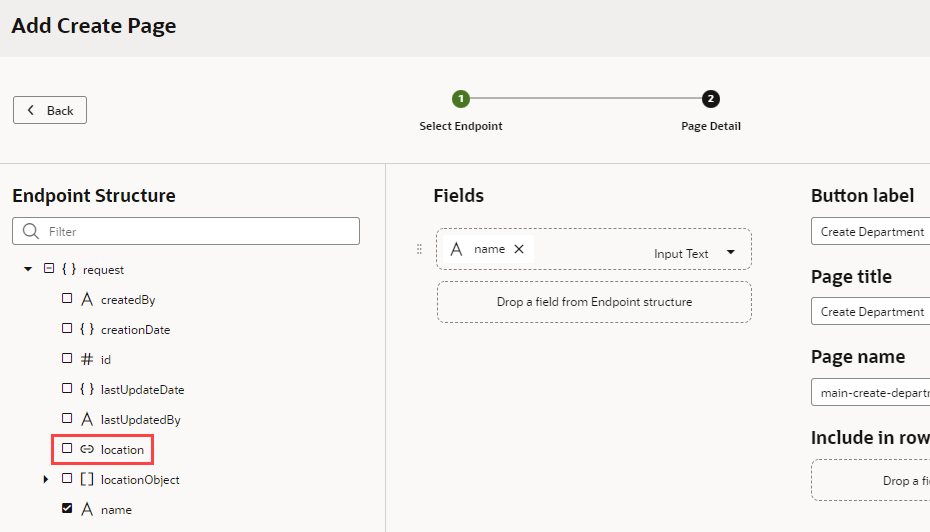 Add Create Page
Back
1
2
Select Endpoint
Page Detail
Endpoint Structure
Filter
{ } request
A createdBy
{ } creationDate
# id
{ } lastUpdateDate
A lastUpdatedBy
location
[ ] locationObject
A name
Fields
A name ✕ Input Text
Drop a field from Endpoint structure
Button label
Create Department
Page title
Create Department
Page name
main-create-departm
Include in row
Drop a fi